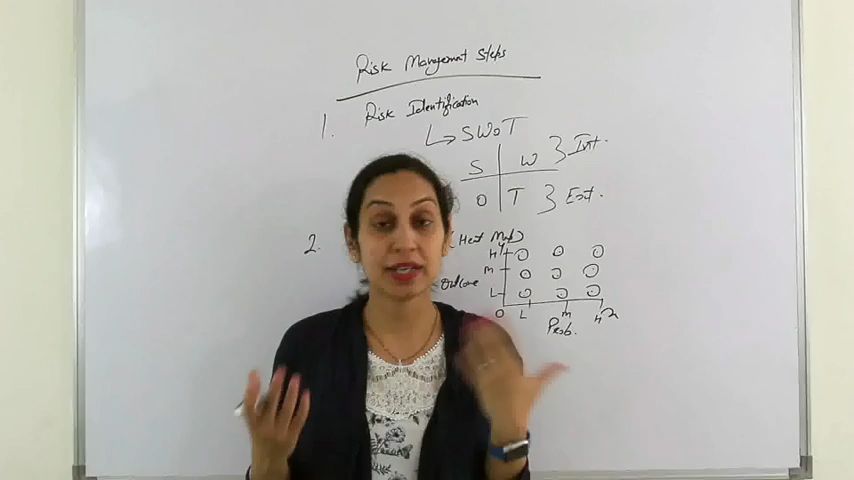 Risk Management Steps
1. Risk Identification
SWOT
S W } Int.
O T } Ext.
2. (Heat Map)
H
M
Outcome L
O L M H
Prob.